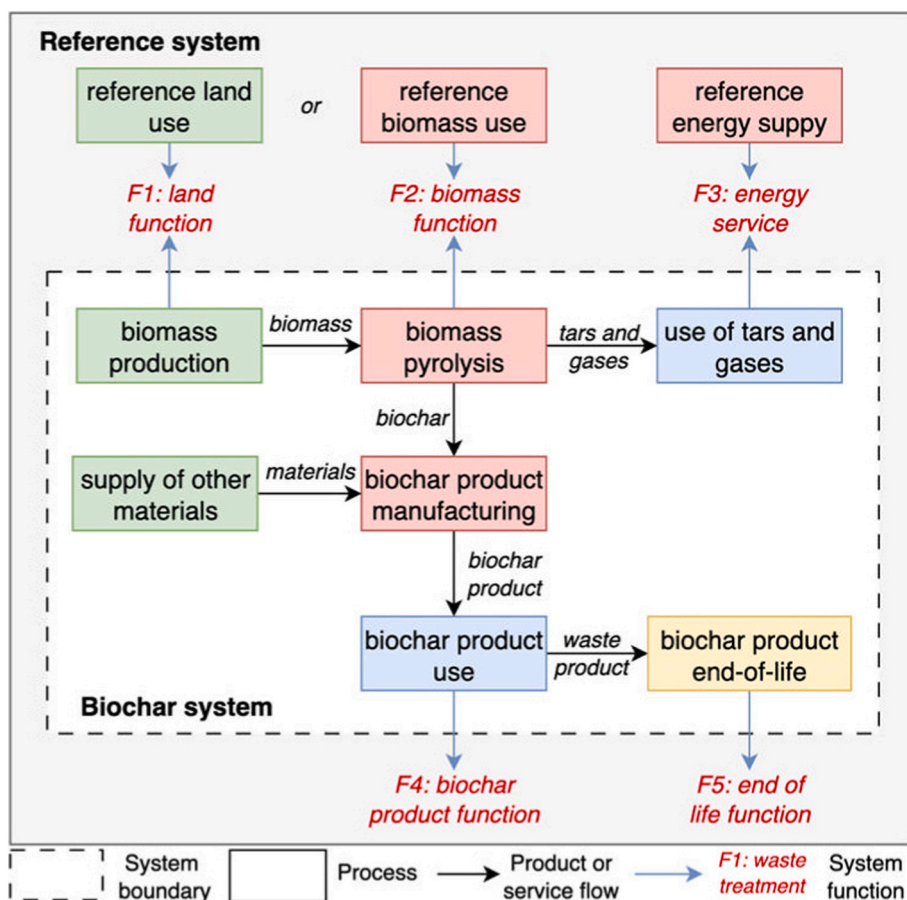 Reference system
reference land
use
or
reference
biomass use
reference
energy suppy
F1: land
function
F2: biomass
function
F3: energy
service
biomass
production
biomass
biomass
pyrolysis
tars and
gases
use of tars and
gases
biochar
supply of other
materials
materials
biochar product
manufacturing
biochar
product
biochar product
use
waste
product
biochar product
end-of-life
Biochar system
F4: biochar
product function
F5: end of
life function
System
boundary
Process
Product or
service flow
F1: waste
treatment
System
function